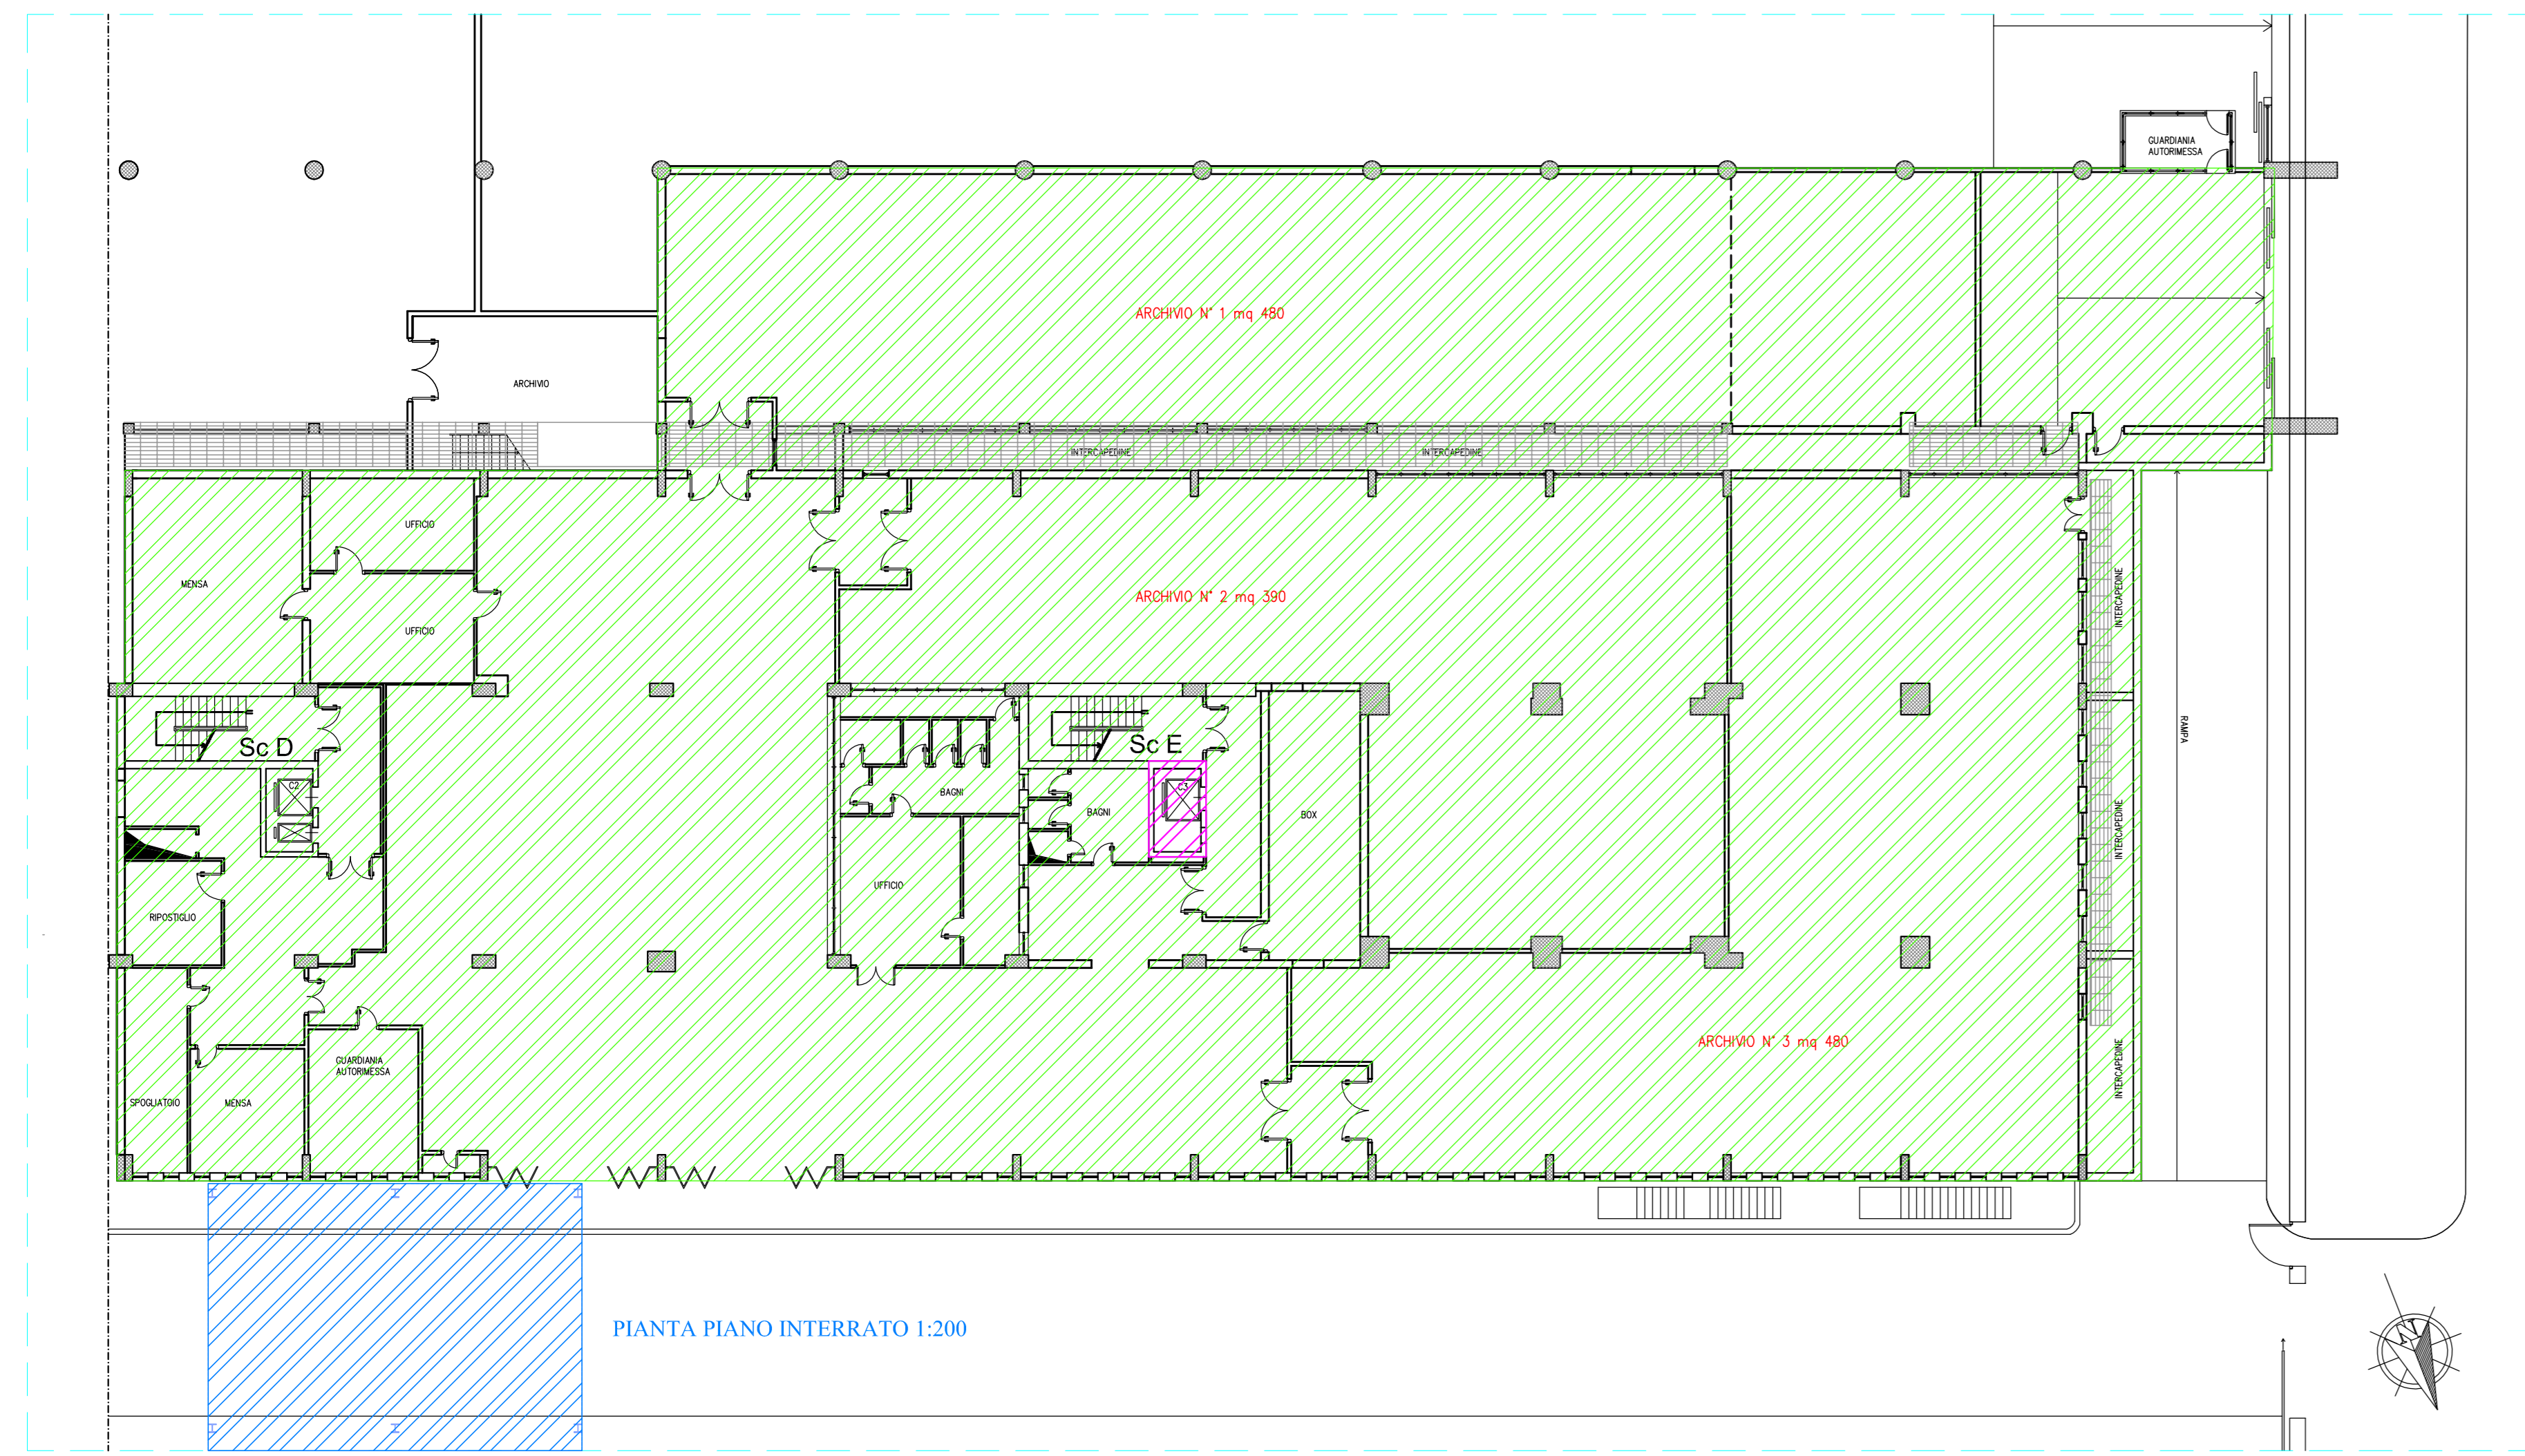 GUARDIANIA
AUTORIMESSA
ARCHIVIO N° 1 mq 480
ARCHIVIO
INTERCAPEDINE
INTERCAPEDINE
UFFICIO
MENSA
ARCHIVIO N° 2 mq 390
INTERCAPEDINE
UFFICIO
RAMPA
Sc D
Sc E
C2
C3
BAGNI
BAGNI
BOX
INTERCAPEDINE
UFFICIO
RIPOSTIGLIO
ARCHIVIO N° 3 mq 480
GUARDIANIA
AUTORIMESSA
INTERCAPEDINE
SPOGLIATOIO
MENSA
PIANTA PIANO INTERRATO 1:200
N